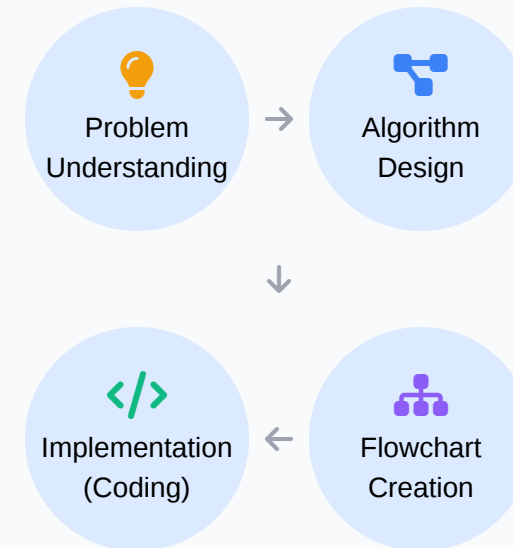 Problem
Understanding
Algorithm
Design
Implementation
(Coding)
Flowchart
Creation